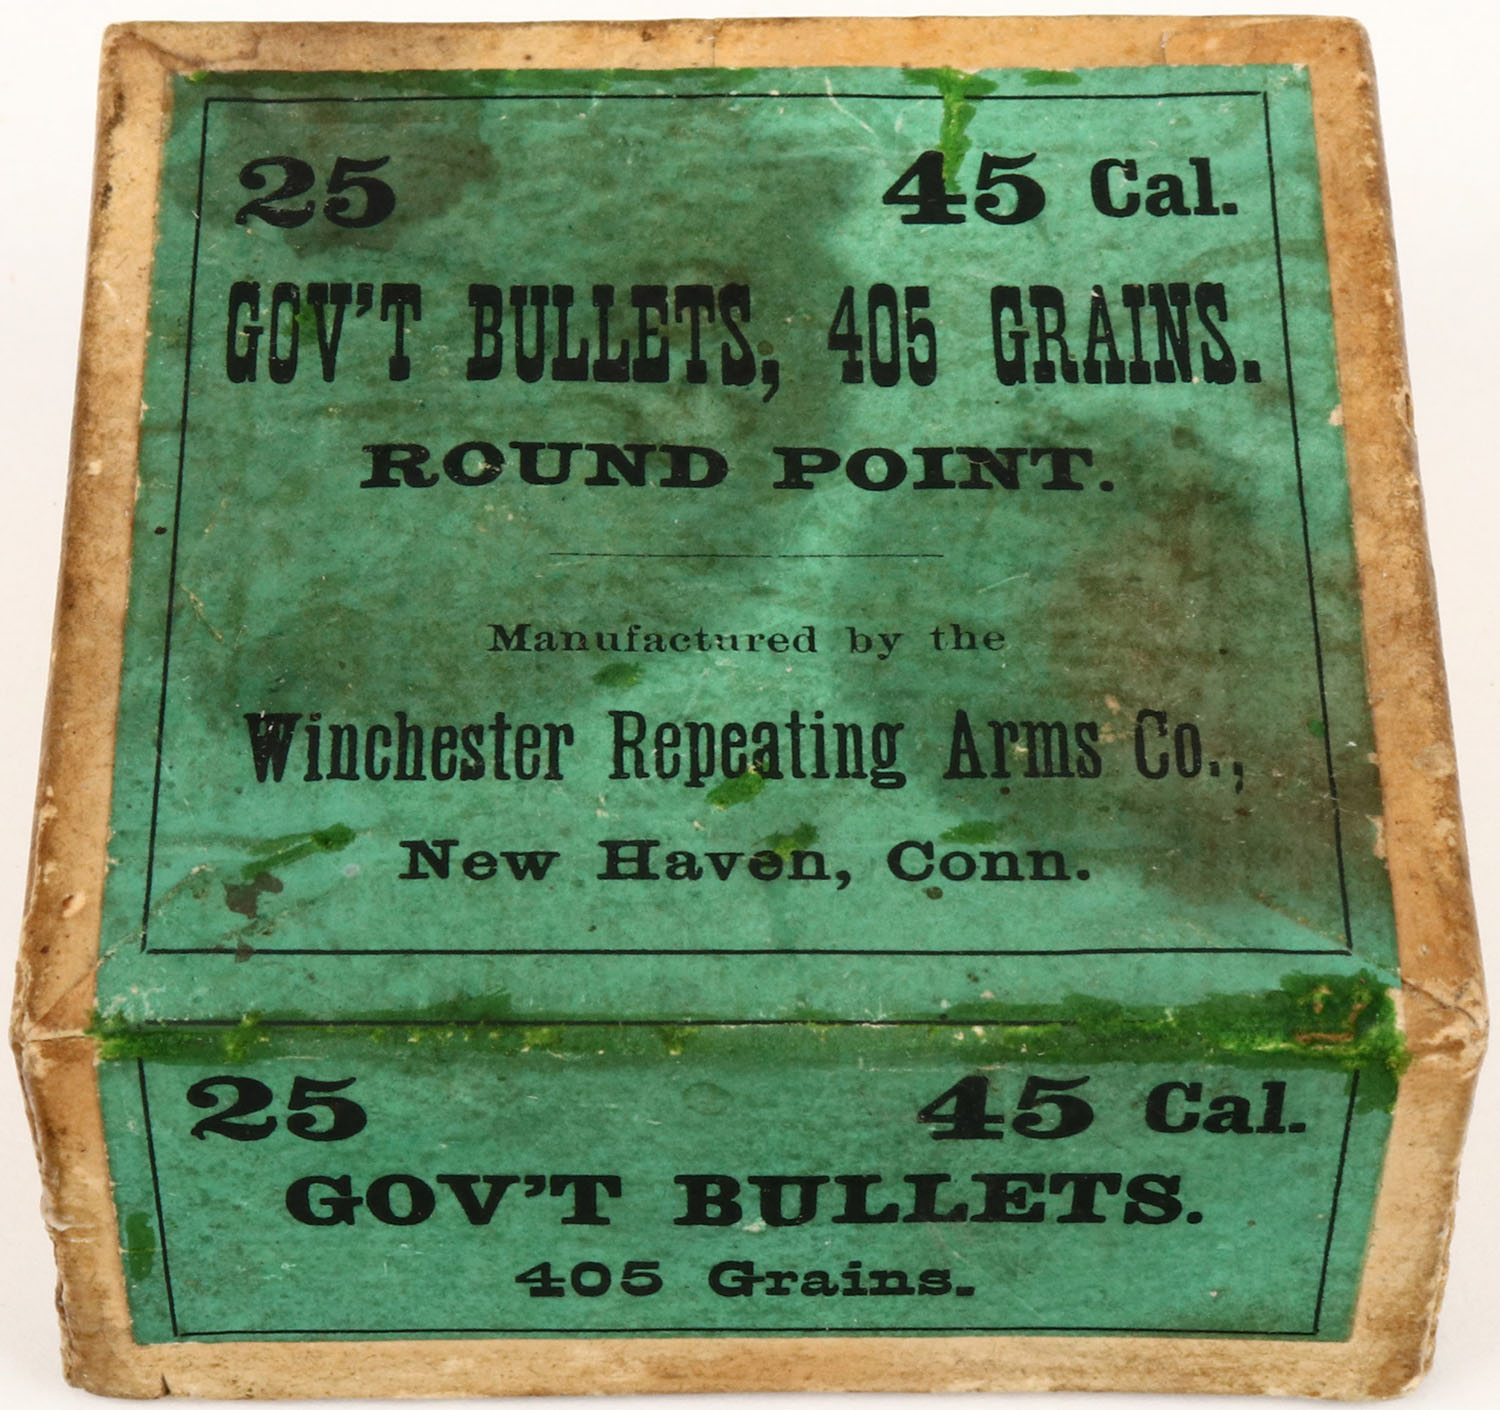 25 45 Cal.
GOV'T BULLETS, 405 GRAINS.
ROUND POINT.
Manufactured by the
Winchester Repeating Arms Co.,
New Haven, Conn.
25 45 Cal.
GOV'T BULLETS.
405 Grains.